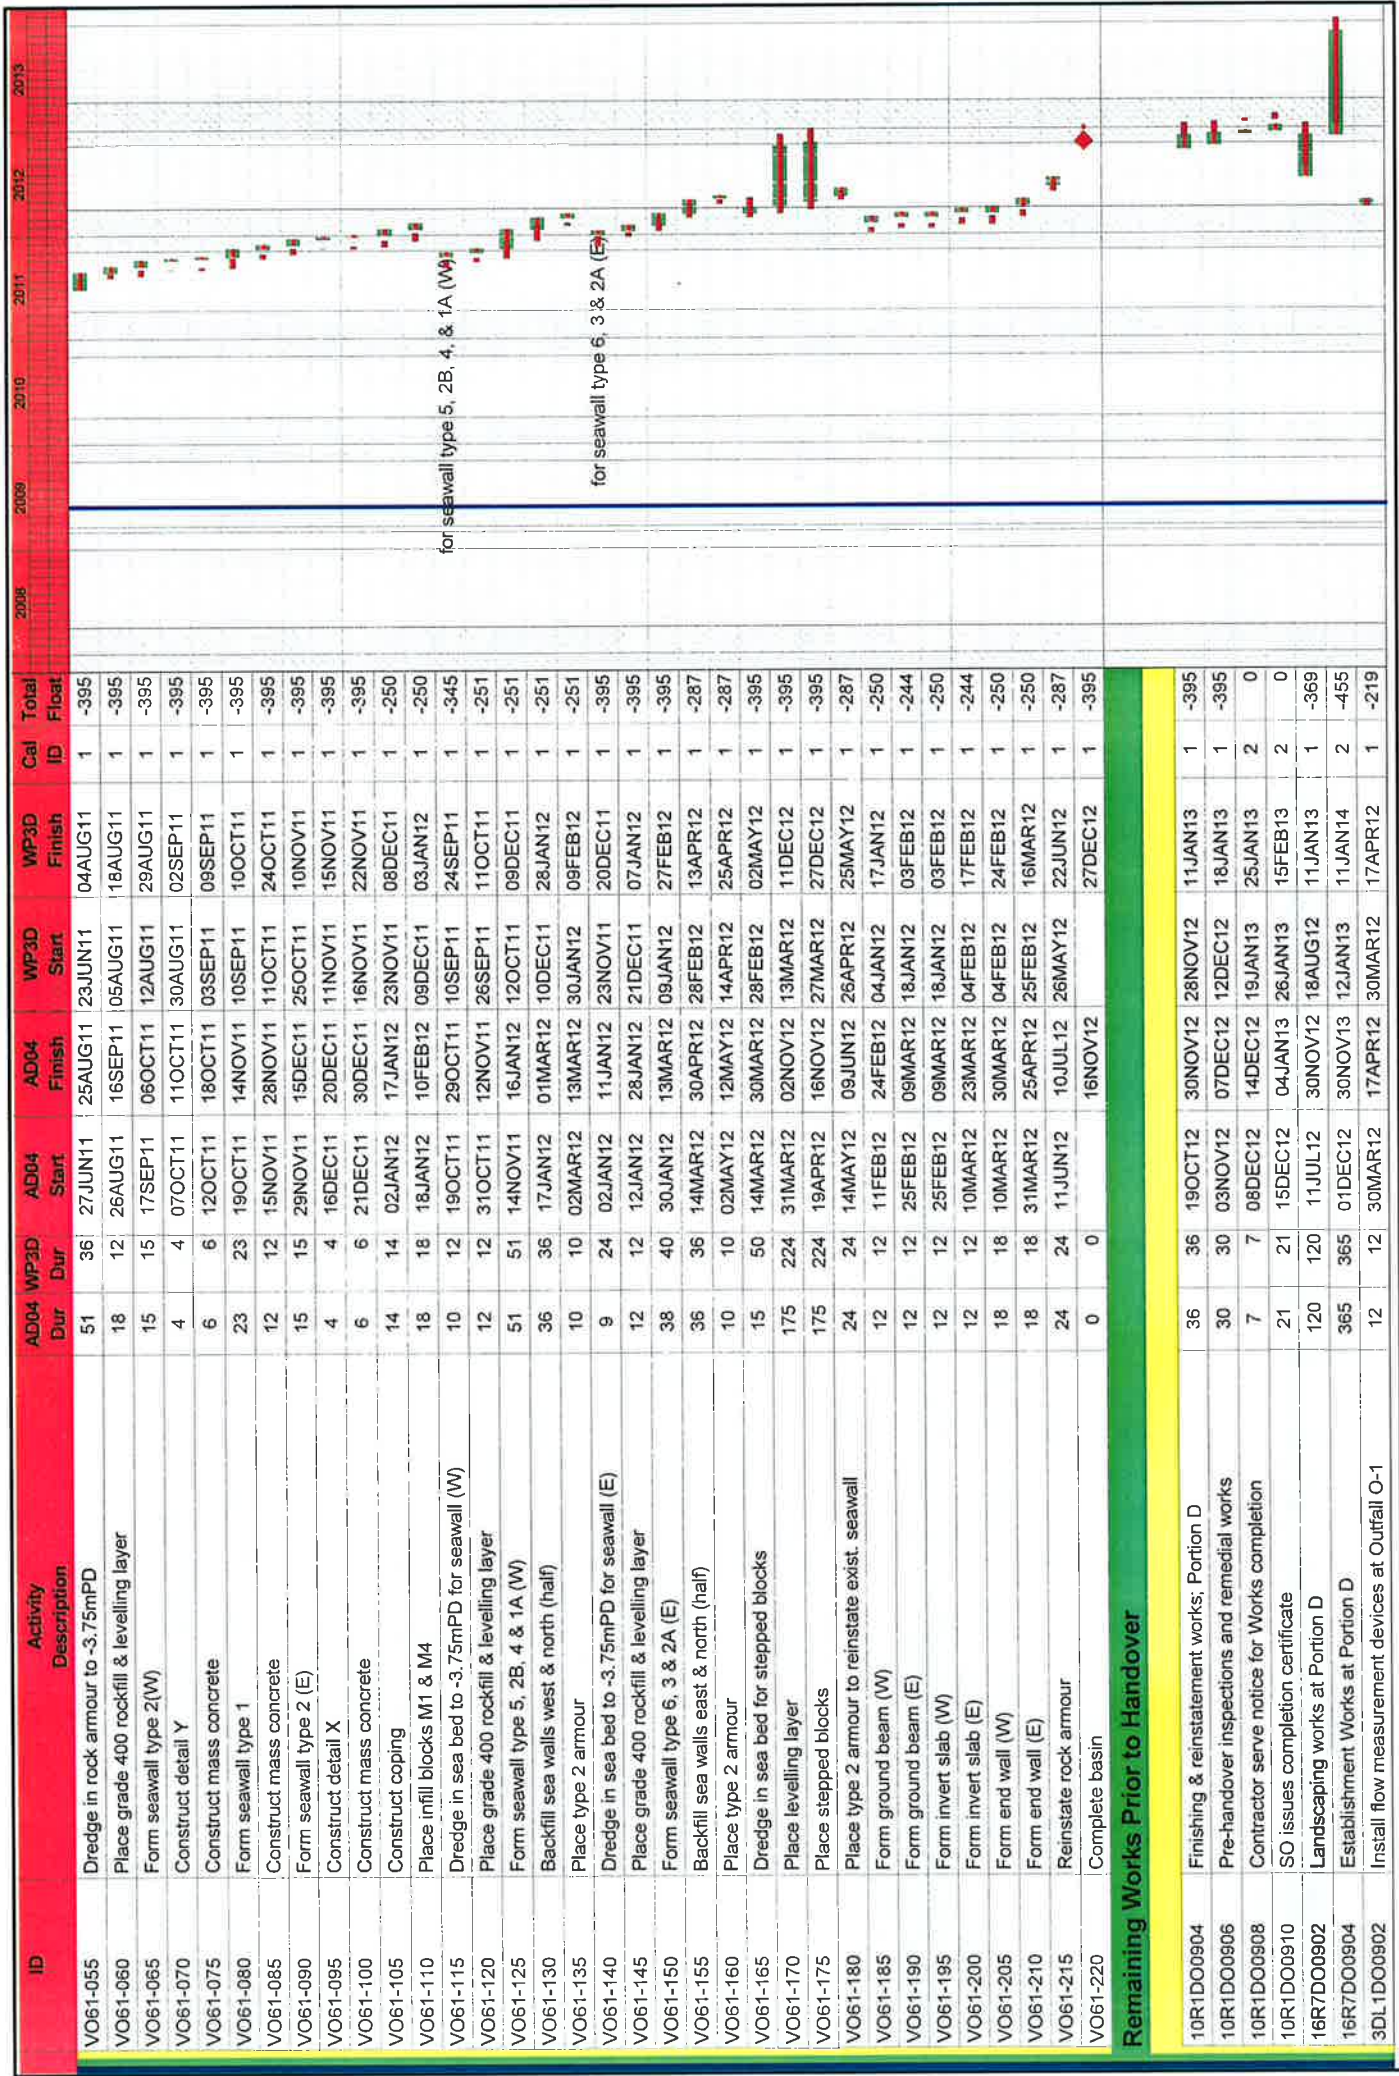 ID Activity Description AD04 Dur WP3D Dur AD04 Start AD04 Finish WP3D Start WP3D Finish Cal ID Total Float 2008 2009 2010 2011 2012 2013
VO61-055 Dredge in rock armour to -3.75mPD 51 36 27JUN11 25AUG11 23JUN11 04AUG11 1 -395
VO61-060 Place grade 400 rockfill & levelling layer 18 12 26AUG11 16SEP11 05AUG11 18AUG11 1 -395
VO61-065 Form seawall type 2(W) 15 15 17SEP11 06OCT11 12AUG11 29AUG11 1 -395
VO61-070 Construct detail Y 4 4 07OCT11 11OCT11 30AUG11 02SEP11 1 -395
VO61-075 Construct mass concrete 6 6 12OCT11 18OCT11 03SEP11 09SEP11 1 -395
VO61-080 Form seawall type 1 23 23 19OCT11 14NOV11 10SEP11 10OCT11 1 -395
VO61-085 Construct mass concrete 12 12 15NOV11 28NOV11 11OCT11 24OCT11 1 -395
VO61-090 Form seawall type 2 (E) 15 15 29NOV11 15DEC11 25OCT11 10NOV11 1 -395
VO61-095 Construct detail X 4 4 16DEC11 20DEC11 11NOV11 15NOV11 1 -395
VO61-100 Construct mass concrete 6 6 21DEC11 30DEC11 16NOV11 22NOV11 1 -395
VO61-105 Construct coping 14 14 02JAN12 17JAN12 23NOV11 08DEC11 1 -250
VO61-110 Place infill blocks M1 & M4 18 18 18JAN12 10FEB12 09DEC11 03JAN12 1 -250
VO61-115 Dredge in sea bed to -3.75mPD for seawall (W) 10 12 19OCT11 29OCT11 10SEP11 24SEP11 1 -345 for seawall type 5, 2B, 4, & 1A (W)
VO61-120 Place grade 400 rockfill & levelling layer 12 12 31OCT11 12NOV11 26SEP11 11OCT11 1 -251
VO61-125 Form seawall type 5, 2B, 4 & 1A (W) 51 51 14NOV11 16JAN12 12OCT11 09DEC11 1 -251
VO61-130 Backfill sea walls west & north (half) 36 36 17JAN12 01MAR12 10DEC11 28JAN12 1 -251
VO61-135 Place type 2 armour 10 10 02MAR12 13MAR12 30JAN12 09FEB12 1 -251
VO61-140 Dredge in sea bed to -3.75mPD for seawall (E) 9 24 02JAN12 11JAN12 23NOV11 20DEC11 1 -395 for seawall type 6, 3 & 2A (E)
VO61-145 Place grade 400 rockfill & levelling layer 12 12 12JAN12 28JAN12 21DEC11 07JAN12 1 -395
VO61-150 Form seawall type 6, 3 & 2A (E) 38 40 30JAN12 13MAR12 09JAN12 27FEB12 1 -395
VO61-155 Backfill sea walls east & north (half) 36 36 14MAR12 30APR12 28FEB12 13APR12 1 -287
VO61-160 Place type 2 armour 10 10 02MAY12 12MAY12 14APR12 25APR12 1 -287
VO61-165 Dredge in sea bed for stepped blocks 15 50 14MAR12 30MAR12 28FEB12 02MAY12 1 -395
VO61-170 Place levelling layer 175 224 31MAR12 02NOV12 13MAR12 11DEC12 1 -395
VO61-175 Place stepped blocks 175 224 19APR12 16NOV12 27MAR12 27DEC12 1 -395
VO61-180 Place type 2 armour to reinstate exist. seawall 24 24 14MAY12 09JUN12 26APR12 25MAY12 1 -287
VO61-185 Form ground beam (W) 12 12 11FEB12 24FEB12 04JAN12 17JAN12 1 -250
VO61-190 Form ground beam (E) 12 12 25FEB12 09MAR12 18JAN12 03FEB12 1 -244
VO61-195 Form invert slab (W) 12 12 25FEB12 09MAR12 18JAN12 03FEB12 1 -250
VO61-200 Form invert slab (E) 12 12 10MAR12 23MAR12 04FEB12 17FEB12 1 -244
VO61-205 Form end wall (W) 18 18 10MAR12 30MAR12 04FEB12 24FEB12 1 -250
VO61-210 Form end wall (E) 18 18 31MAR12 25APR12 25FEB12 16MAR12 1 -250
VO61-215 Reinstate rock armour 24 24 11JUN12 10JUL12 26MAY12 22JUN12 1 -287
VO61-220 Complete basin 0 0 16NOV12 27DEC12 1 -395
Remaining Works Prior to Handover
10R1DO0904 Finishing & reinstatement works; Portion D 36 36 19OCT12 30NOV12 28NOV12 11JAN13 1 -395
10R1DO0906 Pre-handover inspections and remedial works 30 30 03NOV12 07DEC12 12DEC12 18JAN13 1 -395
10R1DO0908 Contractor serve notice for Works completion 7 7 08DEC12 14DEC12 19JAN13 25JAN13 2 0
10R1DO0910 SO issues completion certificate 21 21 15DEC12 04JAN13 26JAN13 15FEB13 2 0
16R7DO0902 Landscaping works at Portion D 120 120 11JUL12 30NOV12 18AUG12 11JAN13 1 -369
16R7DO0904 Establishment Works at Portion D 365 365 01DEC12 30NOV13 12JAN13 11JAN14 2 -455
3DL1DO0902 Install flow measurement devices at Outfall O-1 12 12 30MAR12 17APR12 30MAR12 17APR12 1 -219